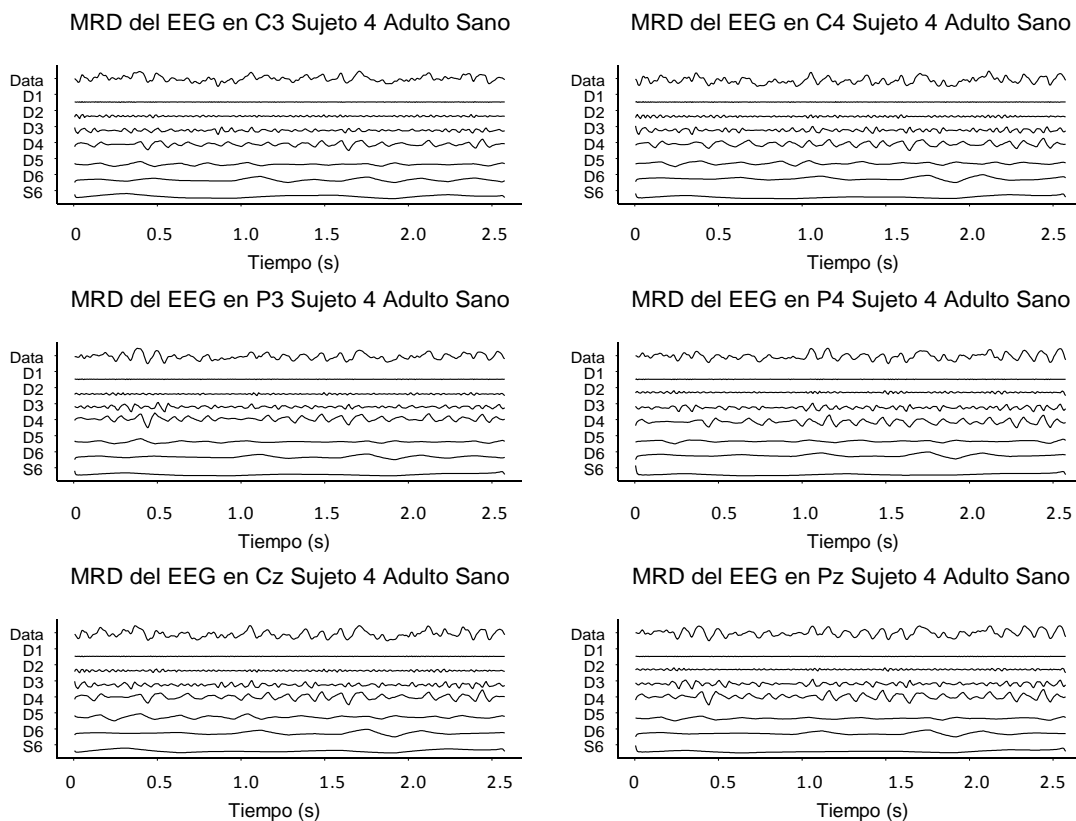 MRD del EEG en C3 Sujeto 4 Adulto Sano
Data
D1
D2
D3
D4
D5
D6
S6
0 0.5 1.0 1.5 2.0 2.5
Tiempo (s)
MRD del EEG en C4 Sujeto 4 Adulto Sano
Data
D1
D2
D3
D4
D5
D6
S6
0 0.5 1.0 1.5 2.0 2.5
Tiempo (s)
MRD del EEG en P3 Sujeto 4 Adulto Sano
Data
D1
D2
D3
D4
D5
D6
S6
0 0.5 1.0 1.5 2.0 2.5
Tiempo (s)
MRD del EEG en P4 Sujeto 4 Adulto Sano
Data
D1
D2
D3
D4
D5
D6
S6
0 0.5 1.0 1.5 2.0 2.5
Tiempo (s)
MRD del EEG en Cz Sujeto 4 Adulto Sano
Data
D1
D2
D3
D4
D5
D6
S6
0 0.5 1.0 1.5 2.0 2.5
Tiempo (s)
MRD del EEG en Pz Sujeto 4 Adulto Sano
Data
D1
D2
D3
D4
D5
D6
S6
0 0.5 1.0 1.5 2.0 2.5
Tiempo (s)